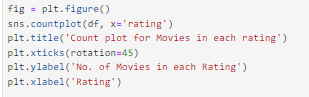 fig = plt.figure()
sns.countplot(df, x='rating')
plt.title('Count plot for Movies in each rating')
plt.xticks(rotation=45)
plt.ylabel('No. of Movies in each Rating')
plt.xlabel('Rating')